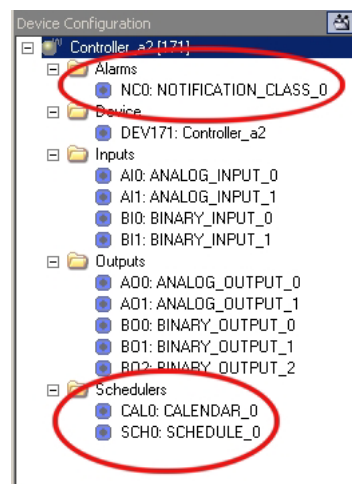 Device Configuration
Controller_a2 [171]
Alarms
NC0: NOTIFICATION_CLASS_0
Device
DEV171: Controller_a2
Inputs
AI0: ANALOG_INPUT_0
AI1: ANALOG_INPUT_1
BI0: BINARY_INPUT_0
BI1: BINARY_INPUT_1
Outputs
AO0: ANALOG_OUTPUT_0
AO1: ANALOG_OUTPUT_1
BO0: BINARY_OUTPUT_0
BO1: BINARY_OUTPUT_1
BO2: BINARY_OUTPUT_2
Schedulers
CAL0: CALENDAR_0
SCH0: SCHEDULE_0